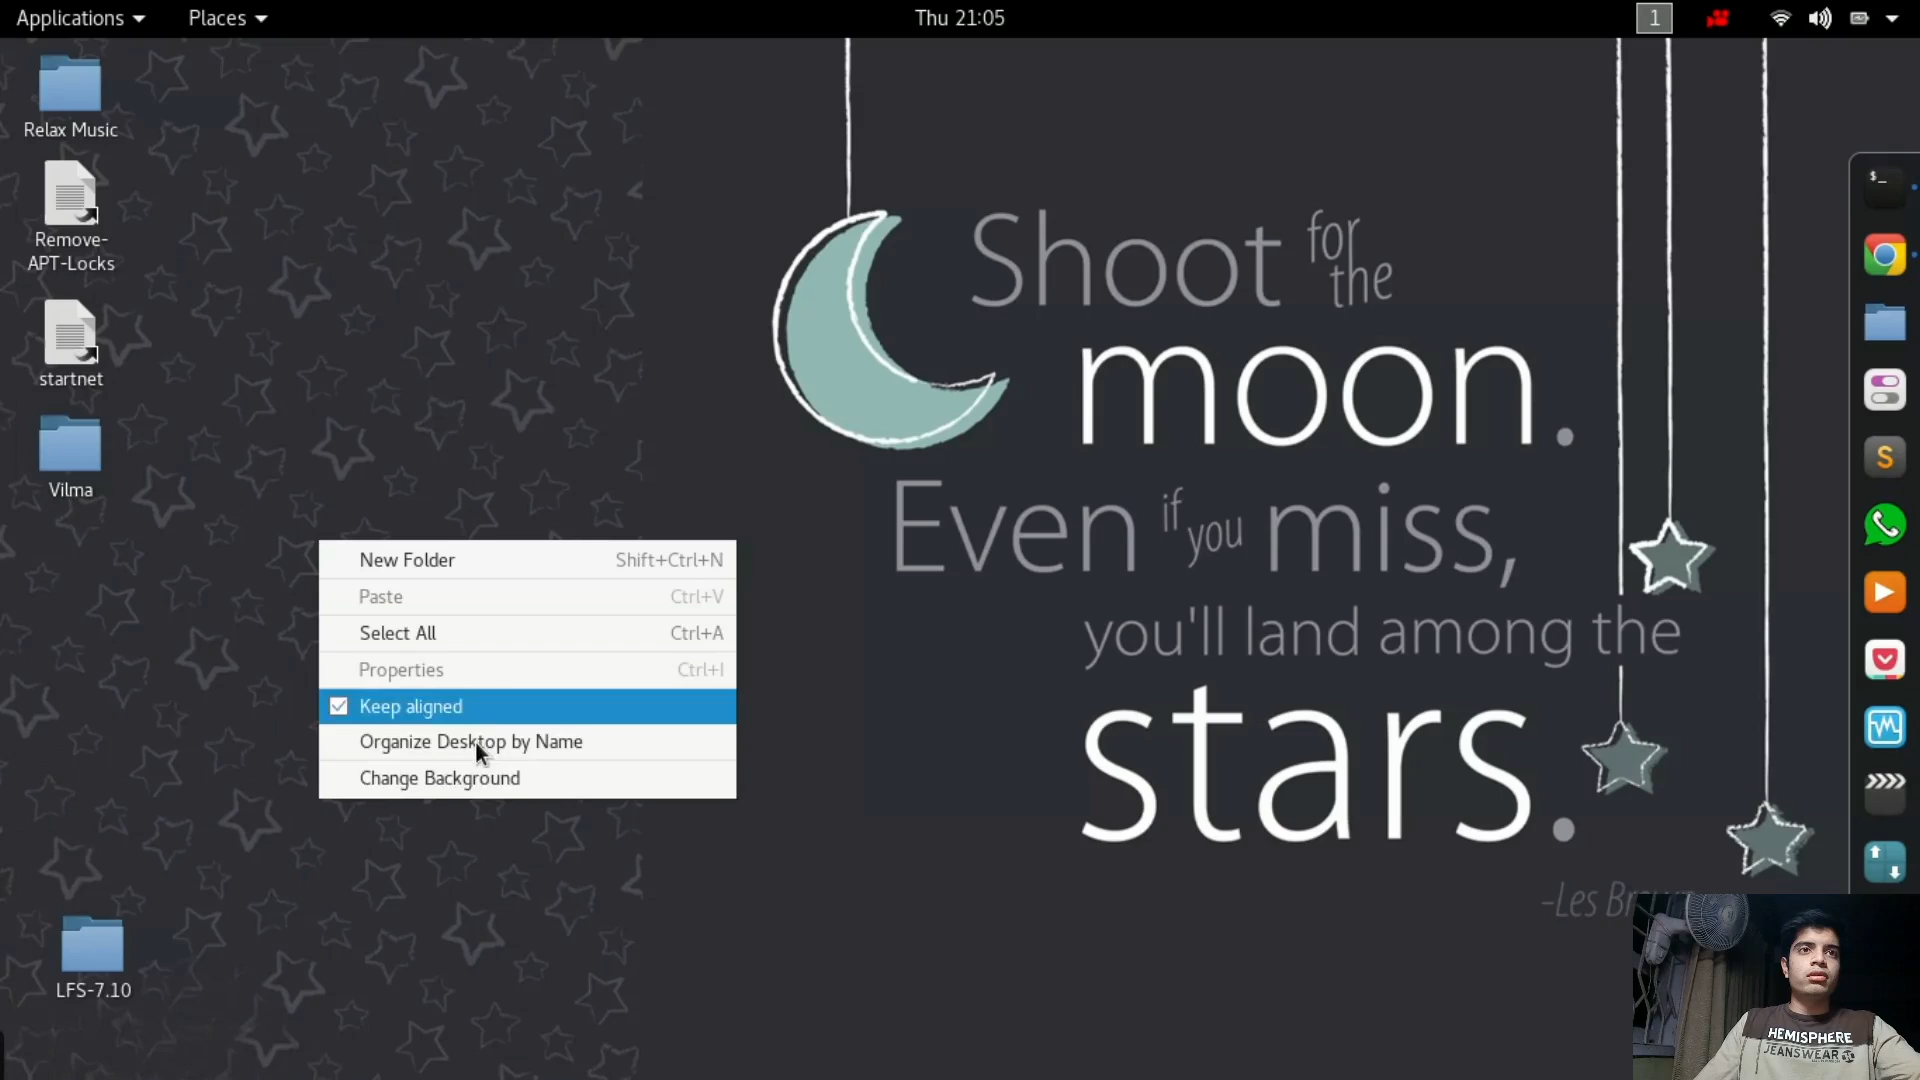 Applications
Places
Thu 21:05
1
Relax Music
Remove-
APT-Locks
startnet
Vilma
LFS-7.10
New Folder Shift+Ctrl+N
Paste Ctrl+V
Select All Ctrl+A
Properties Ctrl+I
Keep aligned
Organize Desktop by Name
Change Background
Shoot for the
moon.
Even if you miss,
you'll land among the
stars.
-Les
$_
S
HEMISPHERE
JEANSWEAR